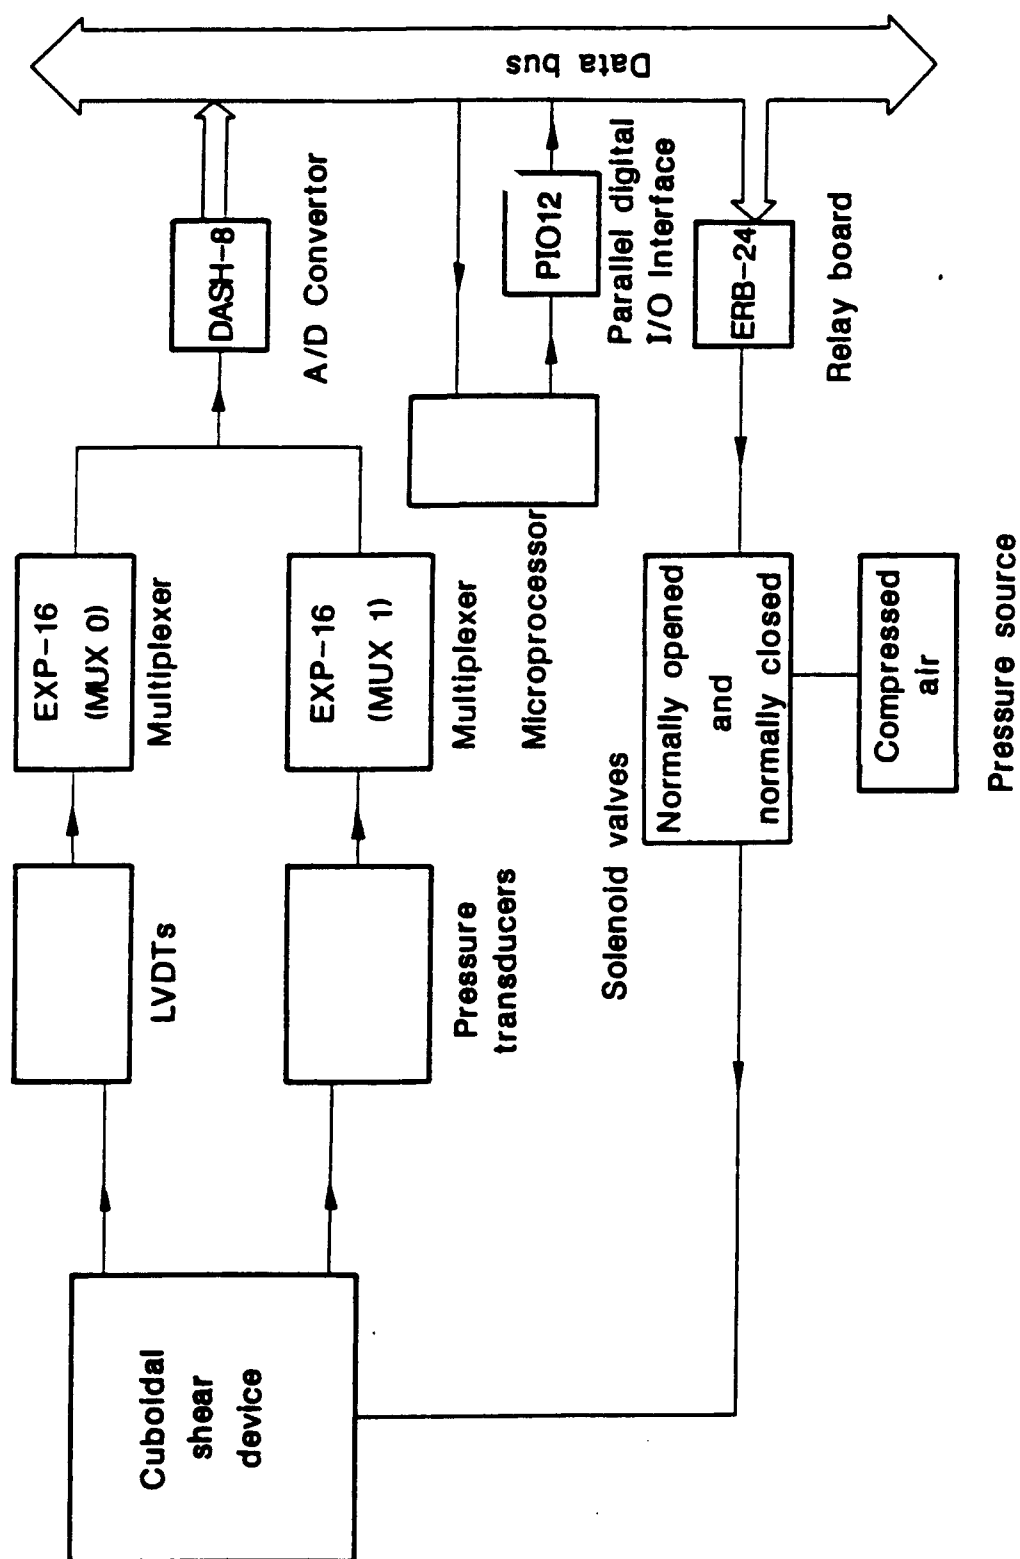 Cuboidal
shear
device
LVDTs
EXP-16
(MUX 0)
Multiplexer
Pressure
transducers
EXP-16
(MUX 1)
Multiplexer
DASH-8
A/D Convertor
Data bus
Microprocessor
PIO12
Parallel digital
I/O Interface
ERB-24
Relay board
Solenoid valves
Normally opened
and
normally closed
Compressed
air
Pressure source